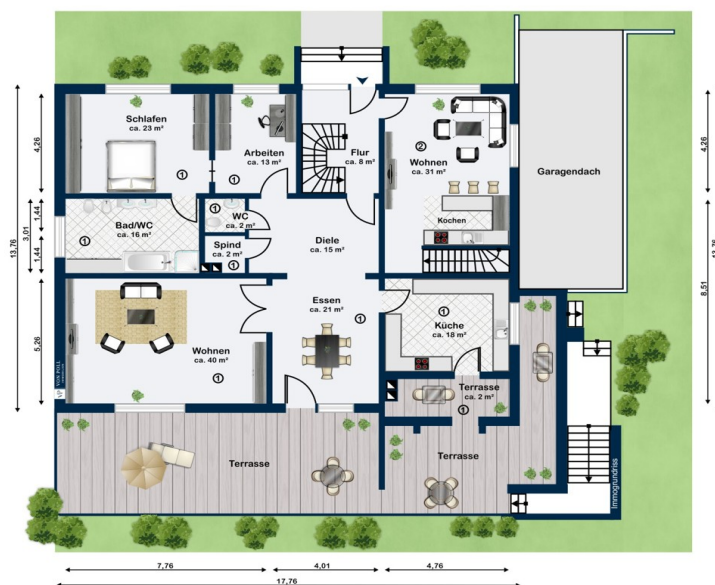 Schlafen
ca. 23 m²
①
Arbeiten
ca. 13 m²
①
Flur
ca. 8 m²
②
Wohnen
ca. 31 m²
Kochen
Garagendach
Bad/WC
ca. 16 m²
①
①
WC
ca. 2 m²
Spind
ca. 2 m²
①
Diele
ca. 15 m²
Essen
ca. 21 m²
①
①
Küche
ca. 18 m²
Wohnen
ca. 40 m²
①
Terrasse
ca. 2 m²
①
Terrasse
Terrasse
VON POLL
Immogrundriss
4,26
1,44
3,01
1,44
13,76
5,26
4,26
8,51
7,76
4,01
4,76
17,76